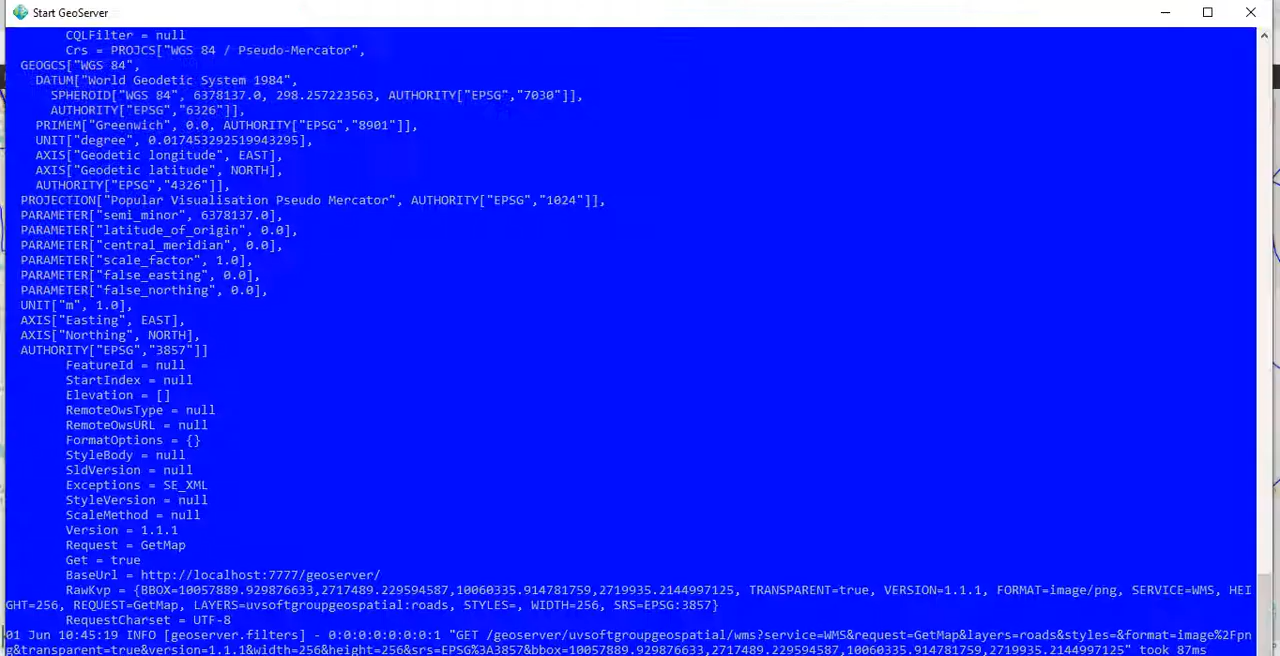 Start GeoServer
CQLFilter = null
Crs = PROJCS["WGS 84 / Pseudo-Mercator",
GEOGCS["WGS 84",
DATUM["World Geodetic System 1984",
SPHEROID["WGS 84", 6378137.0, 298.257223563, AUTHORITY["EPSG","7030"]],
AUTHORITY["EPSG","6326"]],
PRIMEM["Greenwich", 0.0, AUTHORITY["EPSG","8901"]],
UNIT["degree", 0.017453292519943295],
AXIS["Geodetic longitude", EAST],
AXIS["Geodetic latitude", NORTH],
AUTHORITY["EPSG","4326"]],
PROJECTION["Popular Visualisation Pseudo Mercator", AUTHORITY["EPSG","1024"]],
PARAMETER["semi_minor", 6378137.0],
PARAMETER["latitude_of_origin", 0.0],
PARAMETER["central_meridian", 0.0],
PARAMETER["scale_factor", 1.0],
PARAMETER["false_easting", 0.0],
PARAMETER["false_northing", 0.0],
UNIT["m", 1.0],
AXIS["Easting", EAST],
AXIS["Northing", NORTH],
AUTHORITY["EPSG","3857"]]
FeatureId = null
StartIndex = null
Elevation = []
RemoteOwsType = null
RemoteOwsURL = null
FormatOptions = {}
StyleBody = null
SldVersion = null
Exceptions = SE_XML
StyleVersion = null
ScaleMethod = null
Version = 1.1.1
Request = GetMap
Get = true
BaseUrl = http://localhost:7777/geoserver/
RawKvp = {BBOX=10057889.929876633,2717489.229594587,10060335.914781759,2719935.2144997125, TRANSPARENT=true, VERSION=1.1.1, FORMAT=image/png, SERVICE=WMS, HEI
GHT=256, REQUEST=GetMap, LAYERS=uvsoftgroupgeospatial:roads, STYLES=, WIDTH=256, SRS=EPSG:3857}
RequestCharset = UTF-8
01 Jun 10:45:19 INFO [geoserver.filters] - 0:0:0:0:0:0:0:1 "GET /geoserver/uvsoftgroupgeospatial/wms?service=WMS&request=GetMap&layers=roads&styles=&format=image%2Fpn
g&transparent=true&version=1.1.1&width=256&height=256&srs=EPSG%3A3857&bbox=10057889.929876633,2717489.229594587,10060335.914781759,2719935.2144997125" took 87ms